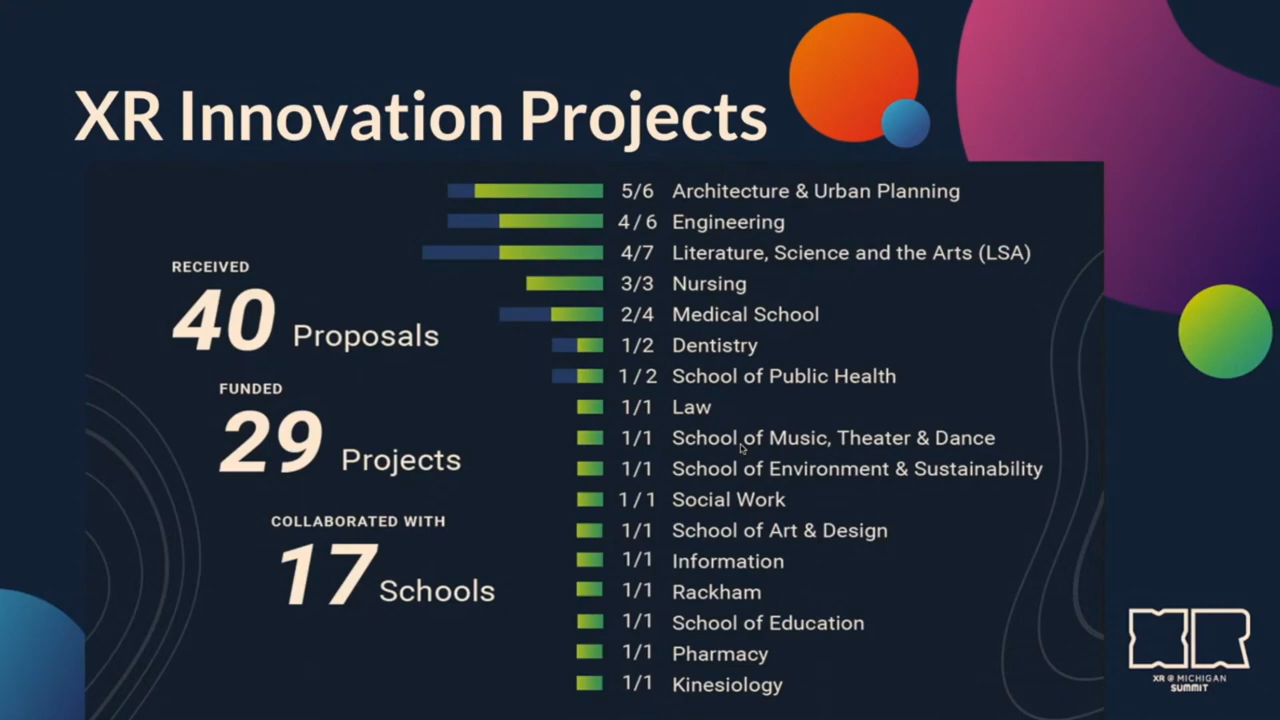 XR Innovation Projects
RECEIVED
40 Proposals
FUNDED
29 Projects
COLLABORATED WITH
17 Schools
5/6 Architecture & Urban Planning
4/6 Engineering
4/7 Literature, Science and the Arts (LSA)
3/3 Nursing
2/4 Medical School
1/2 Dentistry
1/2 School of Public Health
1/1 Law
1/1 School of Music, Theater & Dance
1/1 School of Environment & Sustainability
1/1 Social Work
1/1 School of Art & Design
1/1 Information
1/1 Rackham
1/1 School of Education
1/1 Pharmacy
1/1 Kinesiology
XR
XR @ MICHIGAN
SUMMIT